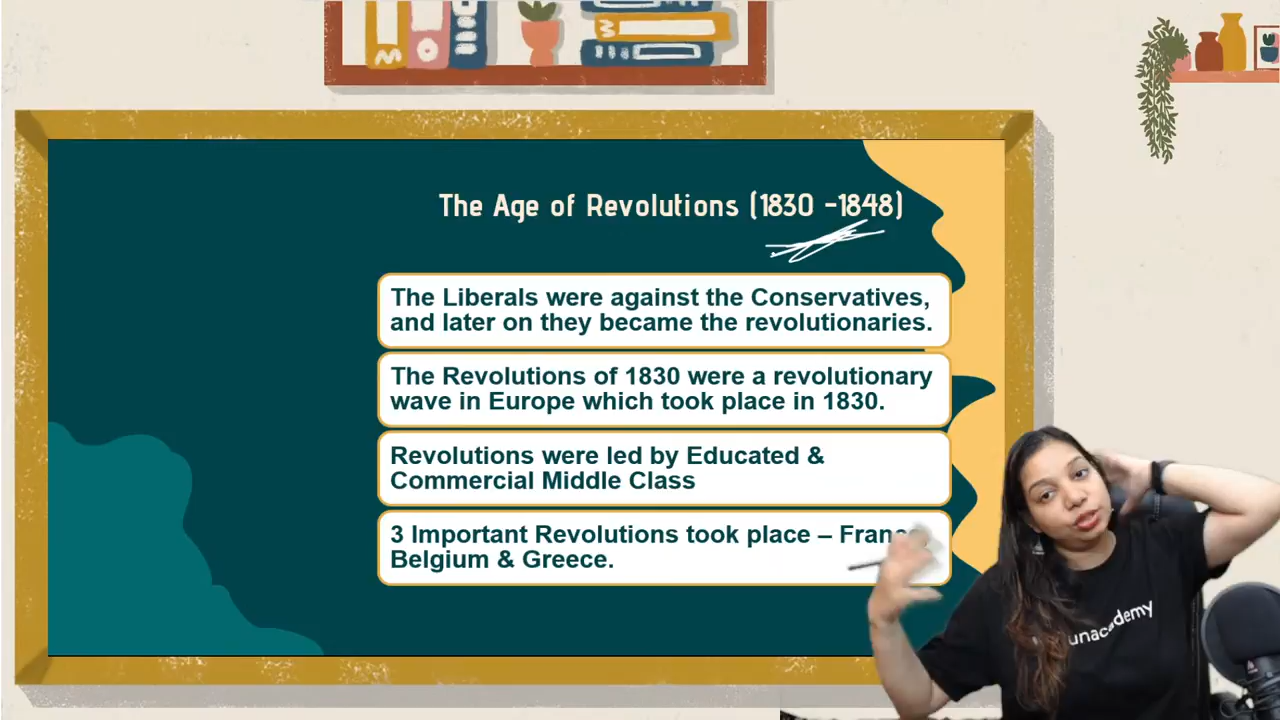 The Age of Revolutions (1830 -1848)
The Liberals were against the Conservatives,
and later on they became the revolutionaries.
The Revolutions of 1830 were a revolutionary
wave in Europe which took place in 1830.
Revolutions were led by Educated &
Commercial Middle Class
3 Important Revolutions took place –
Belgium & Greece.
unacademy